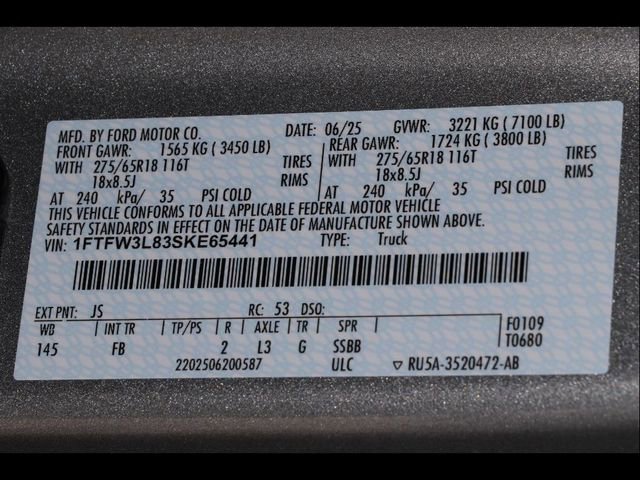 MFD. BY FORD MOTOR CO. DATE: 06/25 GVWR: 3221 KG ( 7100 LB)
FRONT GAWR: 1565 KG ( 3450 LB) REAR GAWR: 1724 KG ( 3800 LB)
WITH 275/65R18 116T TIRES WITH 275/65R18 116T TIRES
18x8.5J RIMS 18x8.5J RIMS
AT 240 kPa/ 35 PSI COLD AT 240 kPa/ 35 PSI COLD
THIS VEHICLE CONFORMS TO ALL APPLICABLE FEDERAL MOTOR VEHICLE
SAFETY STANDARDS IN EFFECT ON THE DATE OF MANUFACTURE SHOWN ABOVE.
VIN: 1FTFW3L83SKE65441 TYPE: Truck
EXT PNT: JS RC: 53 DSO:
WB INT TR TP/PS R AXLE TR SPR F0109
145 FB 2 L3 G SSBB T0680
2202506200587 ULC RU5A-3520472-AB